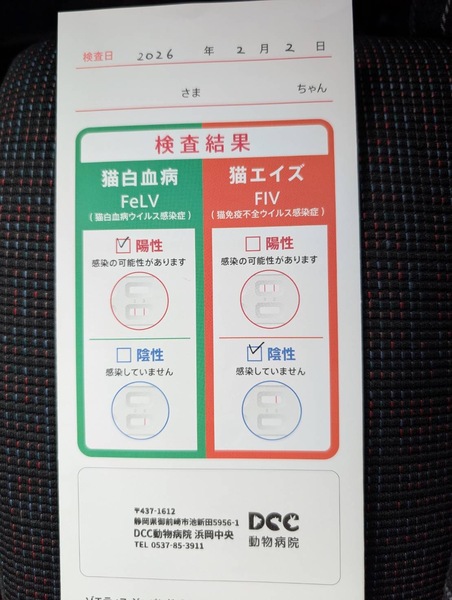 検査日 2026 年 2 月 2 日
さま ちゃん
検査結果
猫白血病
FeLV
(猫白血病ウイルス感染症)
☑ 陽性
感染の可能性があります
☐ 陰性
感染していません
猫エイズ
FIV
(猫免疫不全ウイルス感染症)
☐ 陽性
感染の可能性があります
☑ 陰性
感染していません
〒437-1612
静岡県御前崎市池新田5956-1
DCC動物病院 浜岡中央
TEL 0537-85-3911
DCC
動物病院